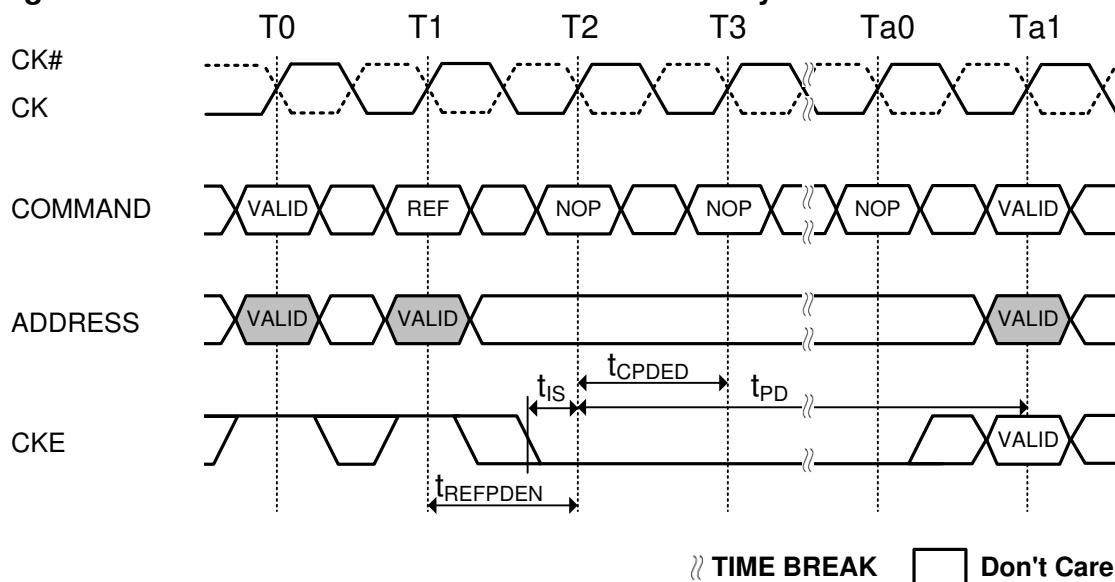 T0 T1 T2 T3 Ta0 Ta1
CK#
CK
COMMAND VALID REF NOP NOP NOP VALID
ADDRESS VALID VALID VALID
tCPDED
tIS tPD
CKE VALID
tREFPDEN
TIME BREAK Don't Care